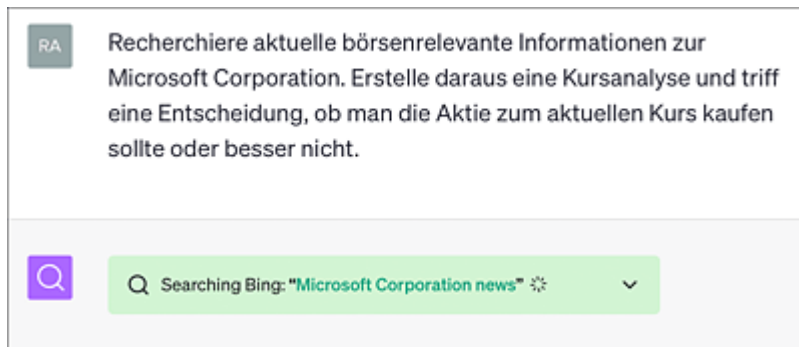 RA
Recherchiere aktuelle börsenrelevante Informationen zur
Microsoft Corporation. Erstelle daraus eine Kursanalyse und triff
eine Entscheidung, ob man die Aktie zum aktuellen Kurs kaufen
sollte oder besser nicht.
Searching Bing: "Microsoft Corporation news"